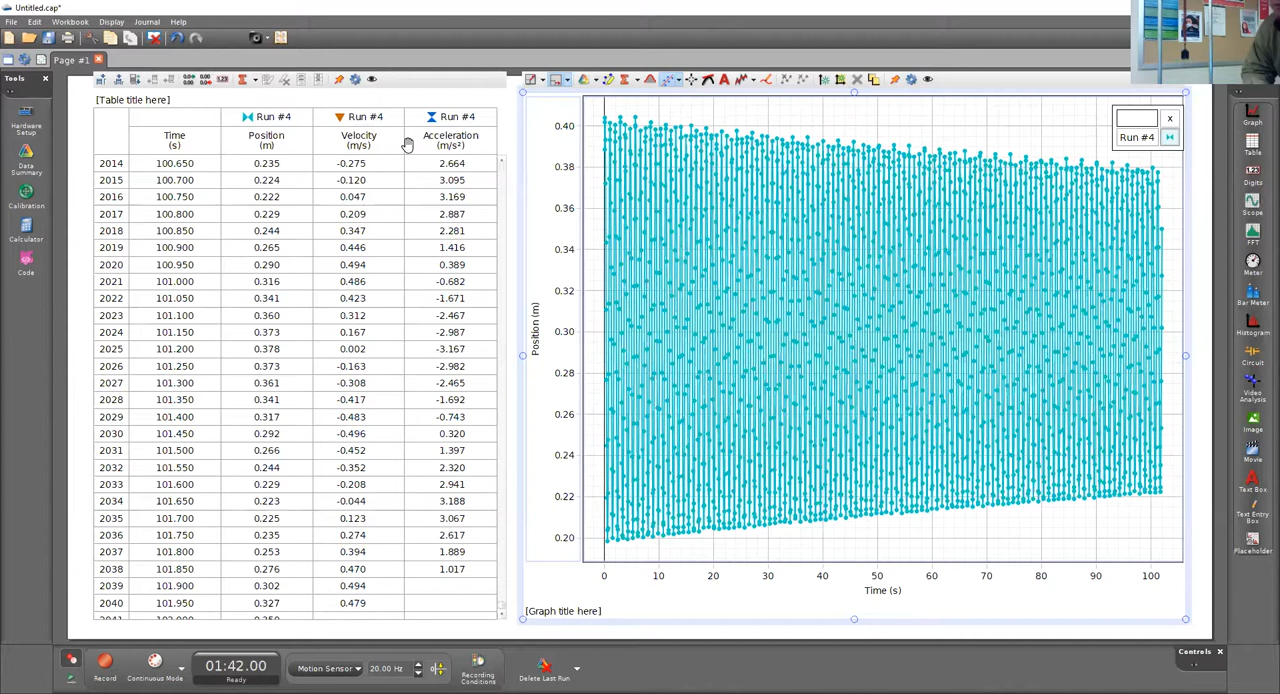 Untitled.cap*
File Edit Workbook Display Journal Help
Page #1
Tools
Hardware Setup
Data Summary
Calibration
Calculator
Code
[Table title here]
Run #4 Run #4 Run #4
Time (s) Position (m) Velocity (m/s) Acceleration (m/s²)
2014 100.650 0.235 -0.275 2.664
2015 100.700 0.224 -0.120 3.095
2016 100.750 0.222 0.047 3.169
2017 100.800 0.229 0.209 2.887
2018 100.850 0.244 0.347 2.281
2019 100.900 0.265 0.446 1.416
2020 100.950 0.290 0.494 0.389
2021 101.000 0.316 0.486 -0.682
2022 101.050 0.341 0.423 -1.671
2023 101.100 0.360 0.312 -2.467
2024 101.150 0.373 0.167 -2.987
2025 101.200 0.378 0.002 -3.167
2026 101.250 0.373 -0.163 -2.982
2027 101.300 0.361 -0.308 -2.465
2028 101.350 0.341 -0.417 -1.692
2029 101.400 0.317 -0.483 -0.743
2030 101.450 0.292 -0.496 0.320
2031 101.500 0.266 -0.452 1.397
2032 101.550 0.244 -0.352 2.320
2033 101.600 0.229 -0.208 2.941
2034 101.650 0.223 -0.044 3.188
2035 101.700 0.225 0.123 3.067
2036 101.750 0.235 0.274 2.617
2037 101.800 0.253 0.394 1.889
2038 101.850 0.276 0.470 1.017
2039 101.900 0.302 0.494
2040 101.950 0.327 0.479
x
Run #4
0.40
0.38
0.36
0.34
0.32
0.30
0.28
0.26
0.24
0.22
0.20
Position (m)
0 10 20 30 40 50 60 70 80 90 100
Time (s)
[Graph title here]
Graph
Table
Digits
Scope
FFT
Meter
Bar Meter
Histogram
Circuit
Video Analysis
Image
Movie
Text Box
Text Entry Box
Placeholder
Controls
Record
Continuous Mode
01:42.00
Ready
Motion Sensor
20.00 Hz
Recording Conditions
Delete Last Run